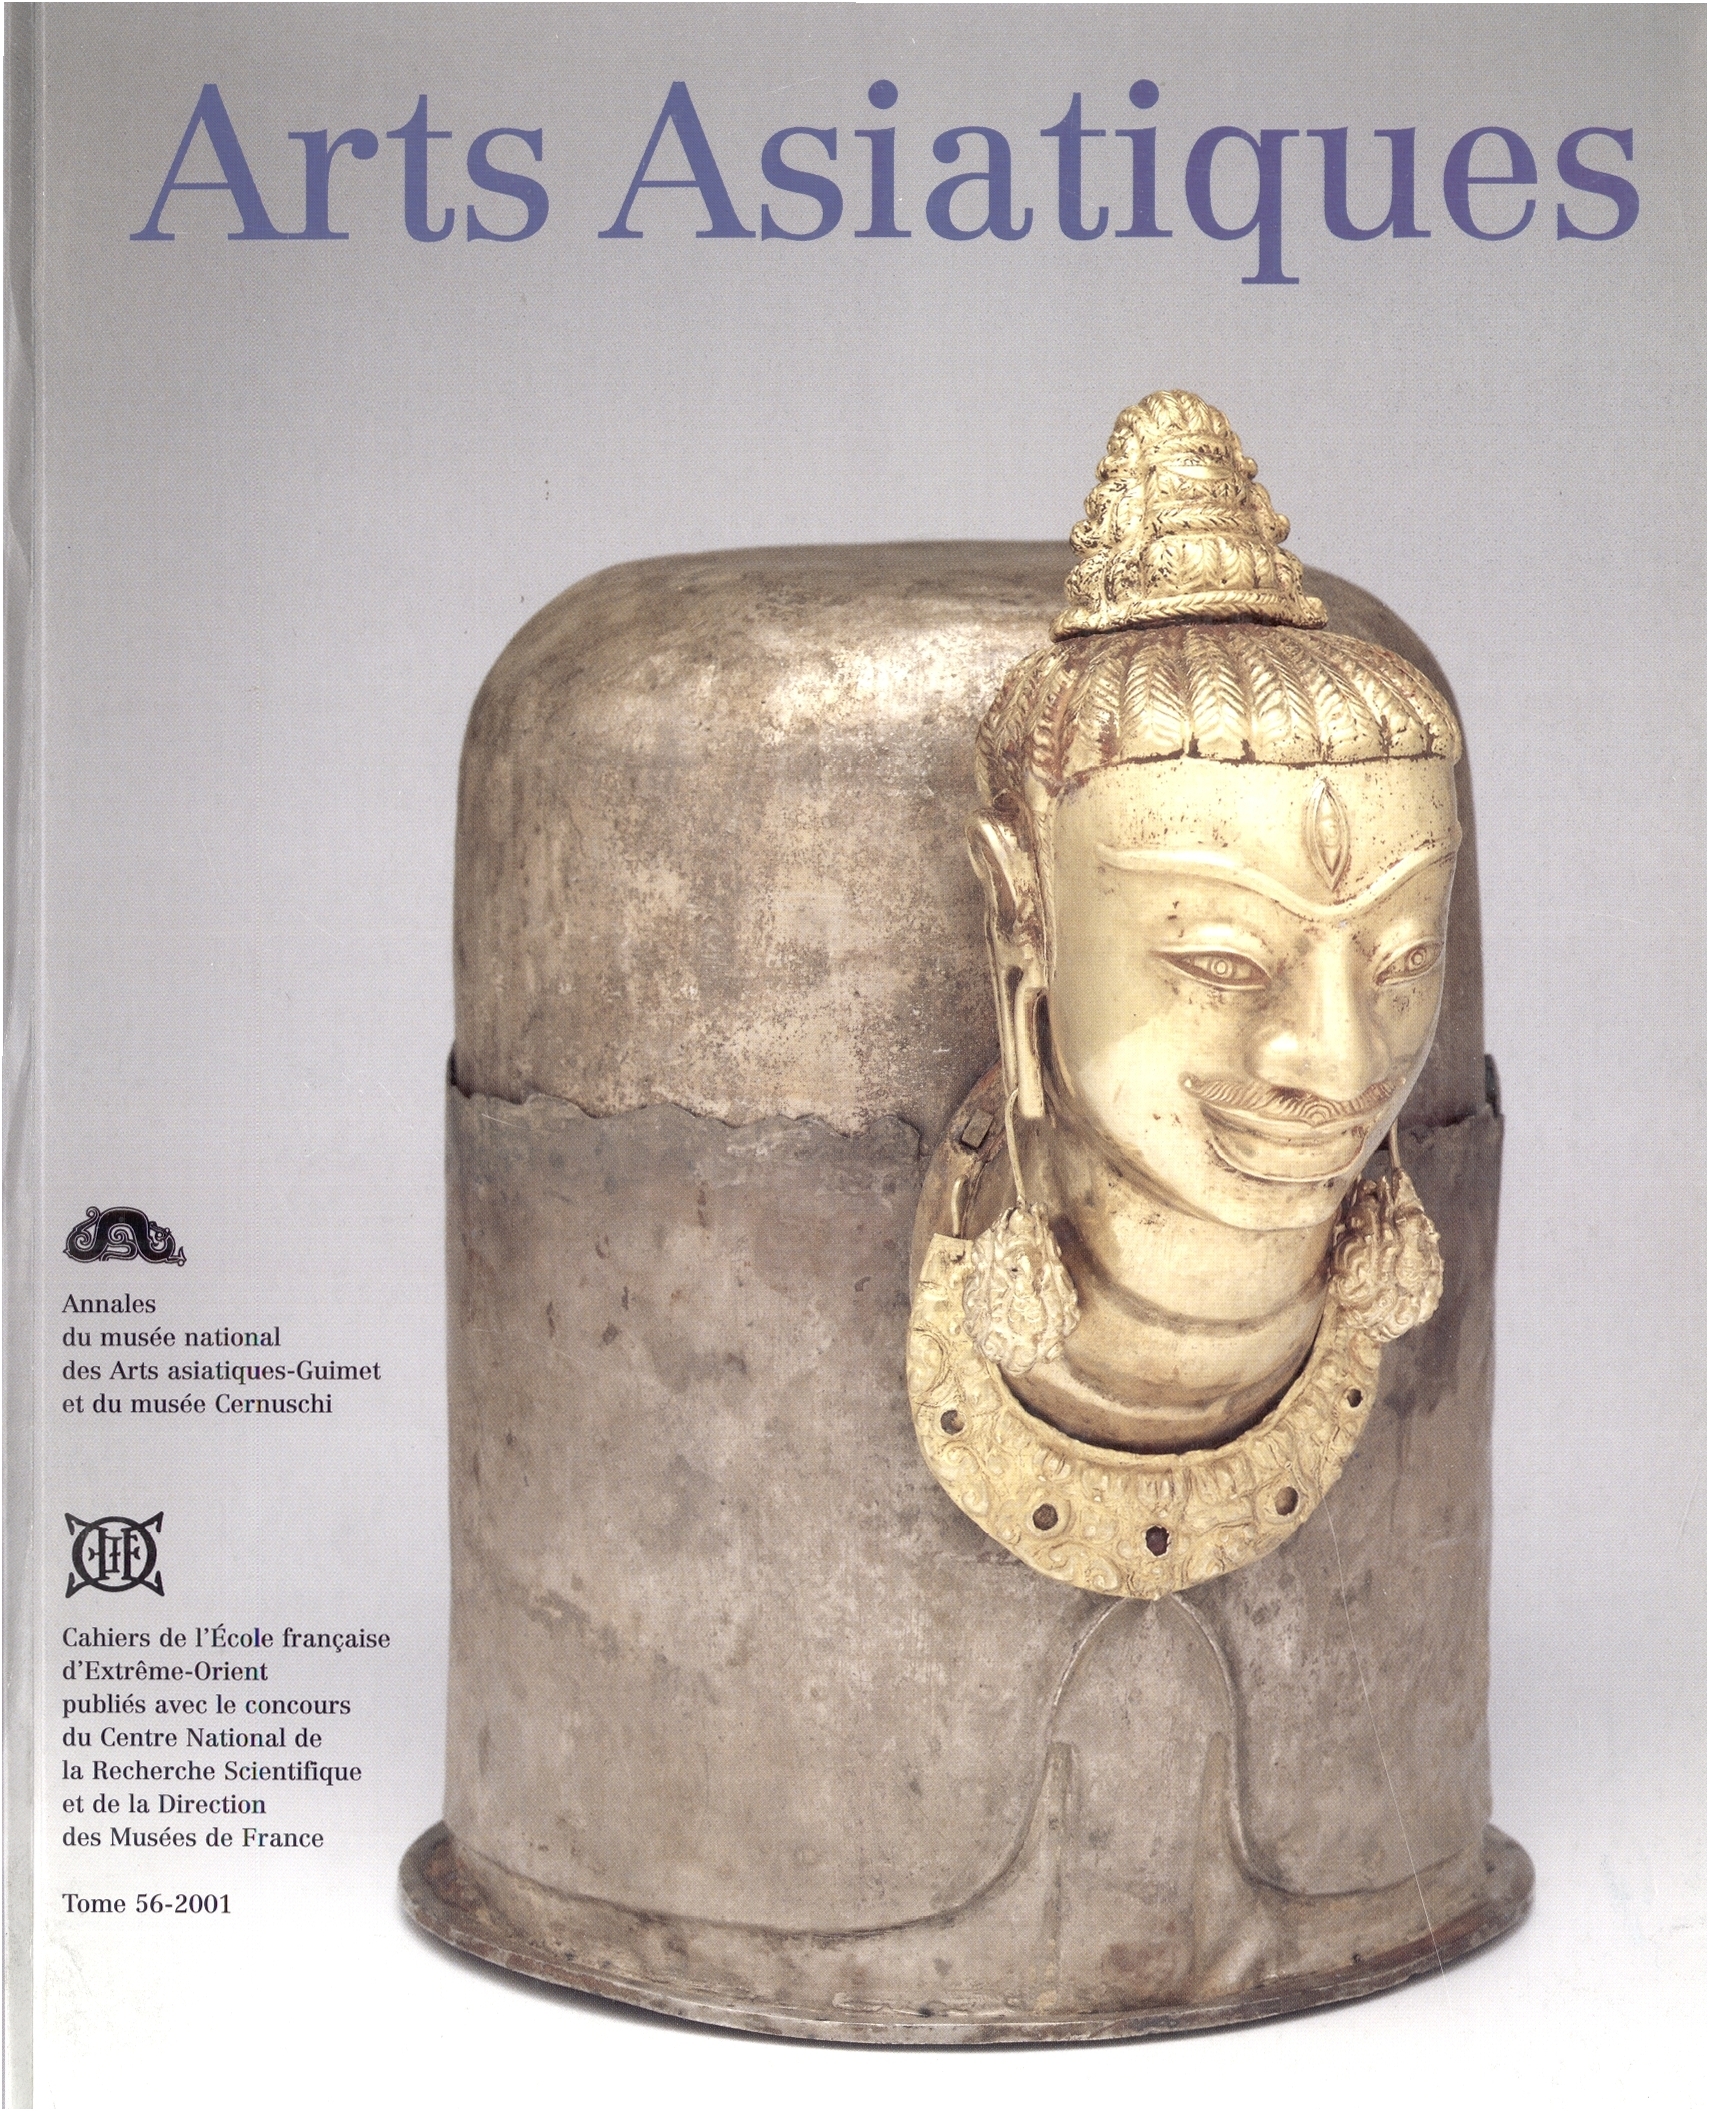 Arts Asiatiques
Annales
du musée national
des Arts asiatiques-Guimet
et du musée Cernuschi
Cahiers de l'École française
d'Extrême-Orient
publiés avec le concours
du Centre National de
la Recherche Scientifique
et de la Direction
des Musées de France
Tome 56-2001